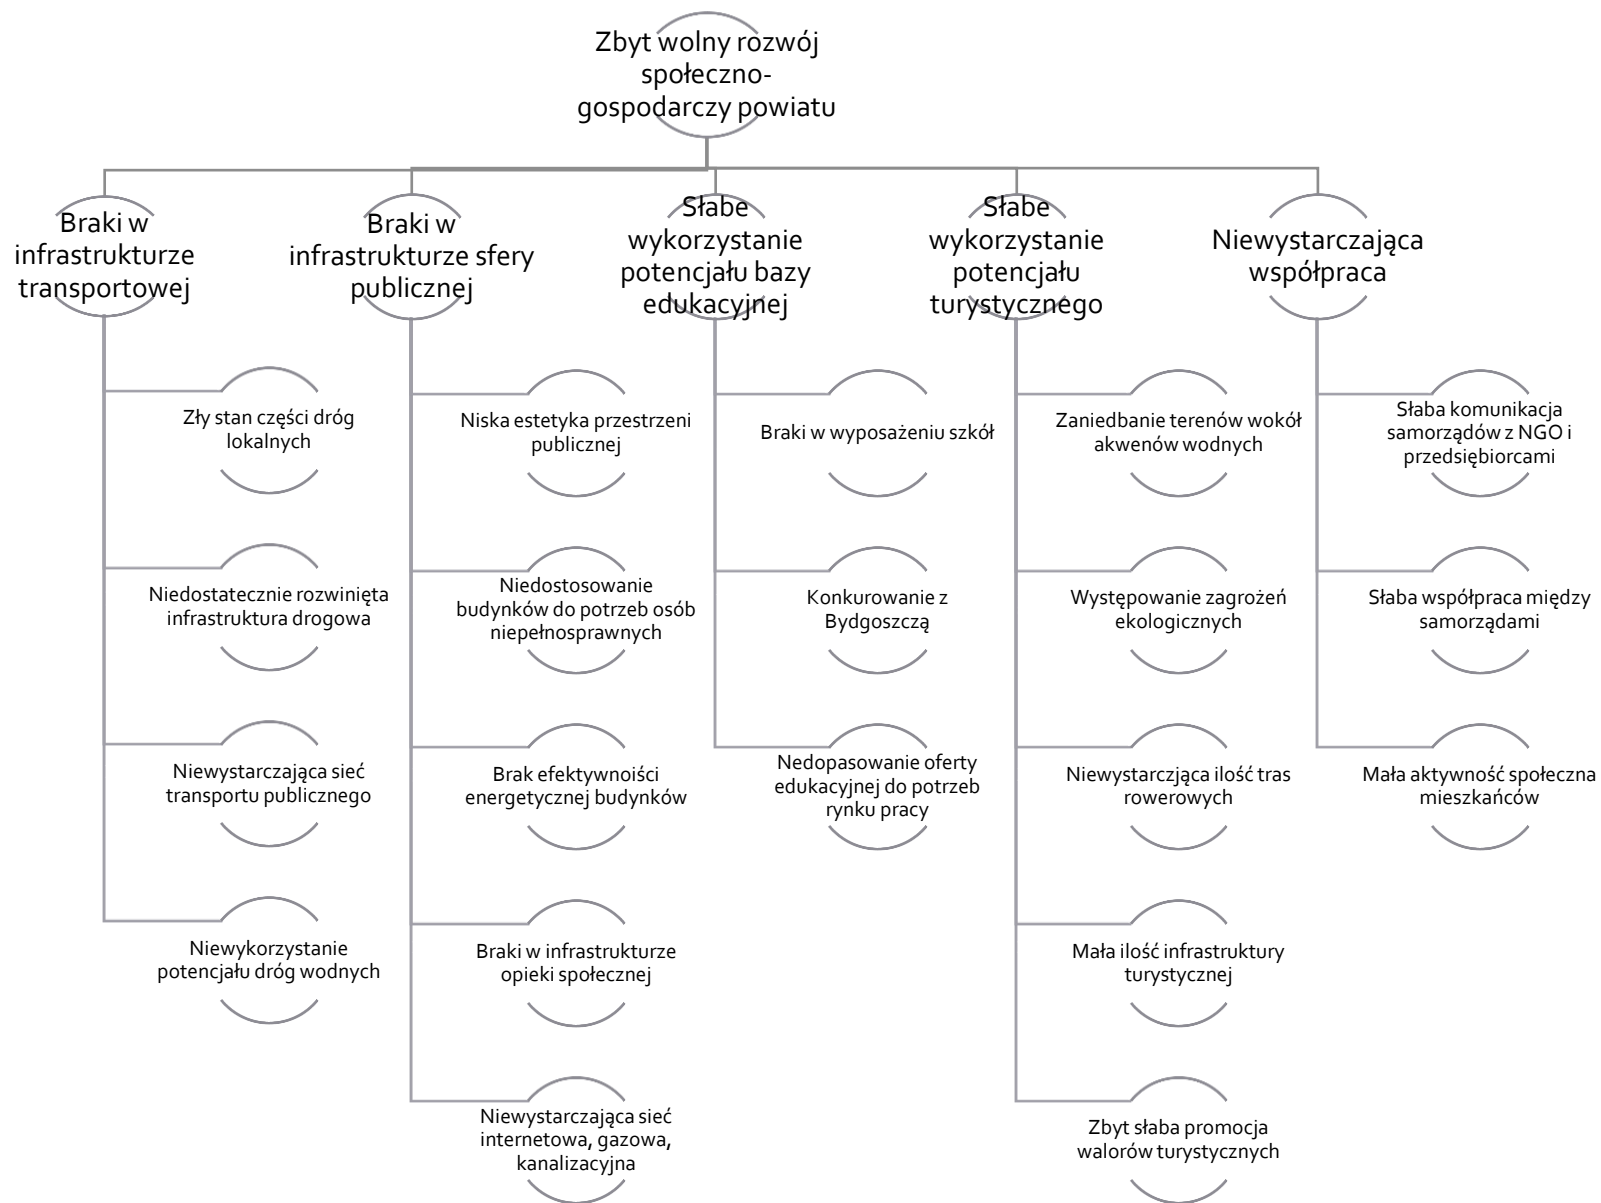 Zbyt wolny rozwój
społeczno-
gospodarczy powiatu
Braki w
infrastrukturze
transportowej
Zły stan części dróg
lokalnych
Niedostatecznie rozwinięta
infrastruktura drogowa
Niewystarczająca sieć
transportu publicznego
Niewykorzystanie
potencjału dróg wodnych
Braki w
infrastrukturze sfery
publicznej
Niska estetyka przestrzeni
publicznej
Niedostosowanie
budynków do potrzeb osób
niepełnosprawnych
Brak efektywnoiści
energetycznej budynków
Braki w infrastrukturze
opieki społecznej
Niewystarczająca sieć
internetowa, gazowa,
kanalizacyjna
Słabe
wykorzystanie
potencjału bazy
edukacyjnej
Braki w wyposażeniu szkół
Konkurowanie z
Bydgoszczą
Nedopasowanie oferty
edukacyjnej do potrzeb
rynku pracy
Słabe
wykorzystanie
potencjału
turystycznego
Zaniedbanie terenów wokół
akwenów wodnych
Występowanie zagrożeń
ekologicznych
Niewystarczjąca ilość tras
rowerowych
Mała ilość infrastruktury
turystycznej
Zbyt słaba promocja
walorów turystycznych
Niewystarczająca
współpraca
Słaba komunikacja
samorządów z NGO i
przedsiębiorcami
Słaba współpraca między
samorządami
Mała aktywność społeczna
mieszkańców